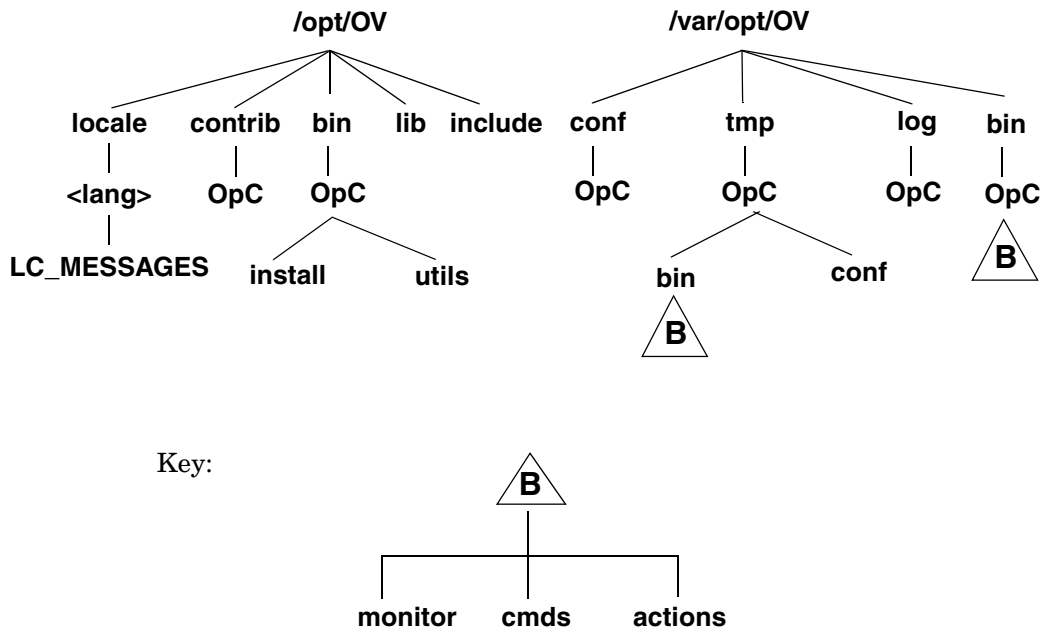 /opt/OV /var/opt/OV
locale contrib bin lib include conf tmp log bin
<lang> OpC OpC OpC OpC OpC OpC
LC_MESSAGES install utils bin conf B
B
Key:
B
monitor cmds actions